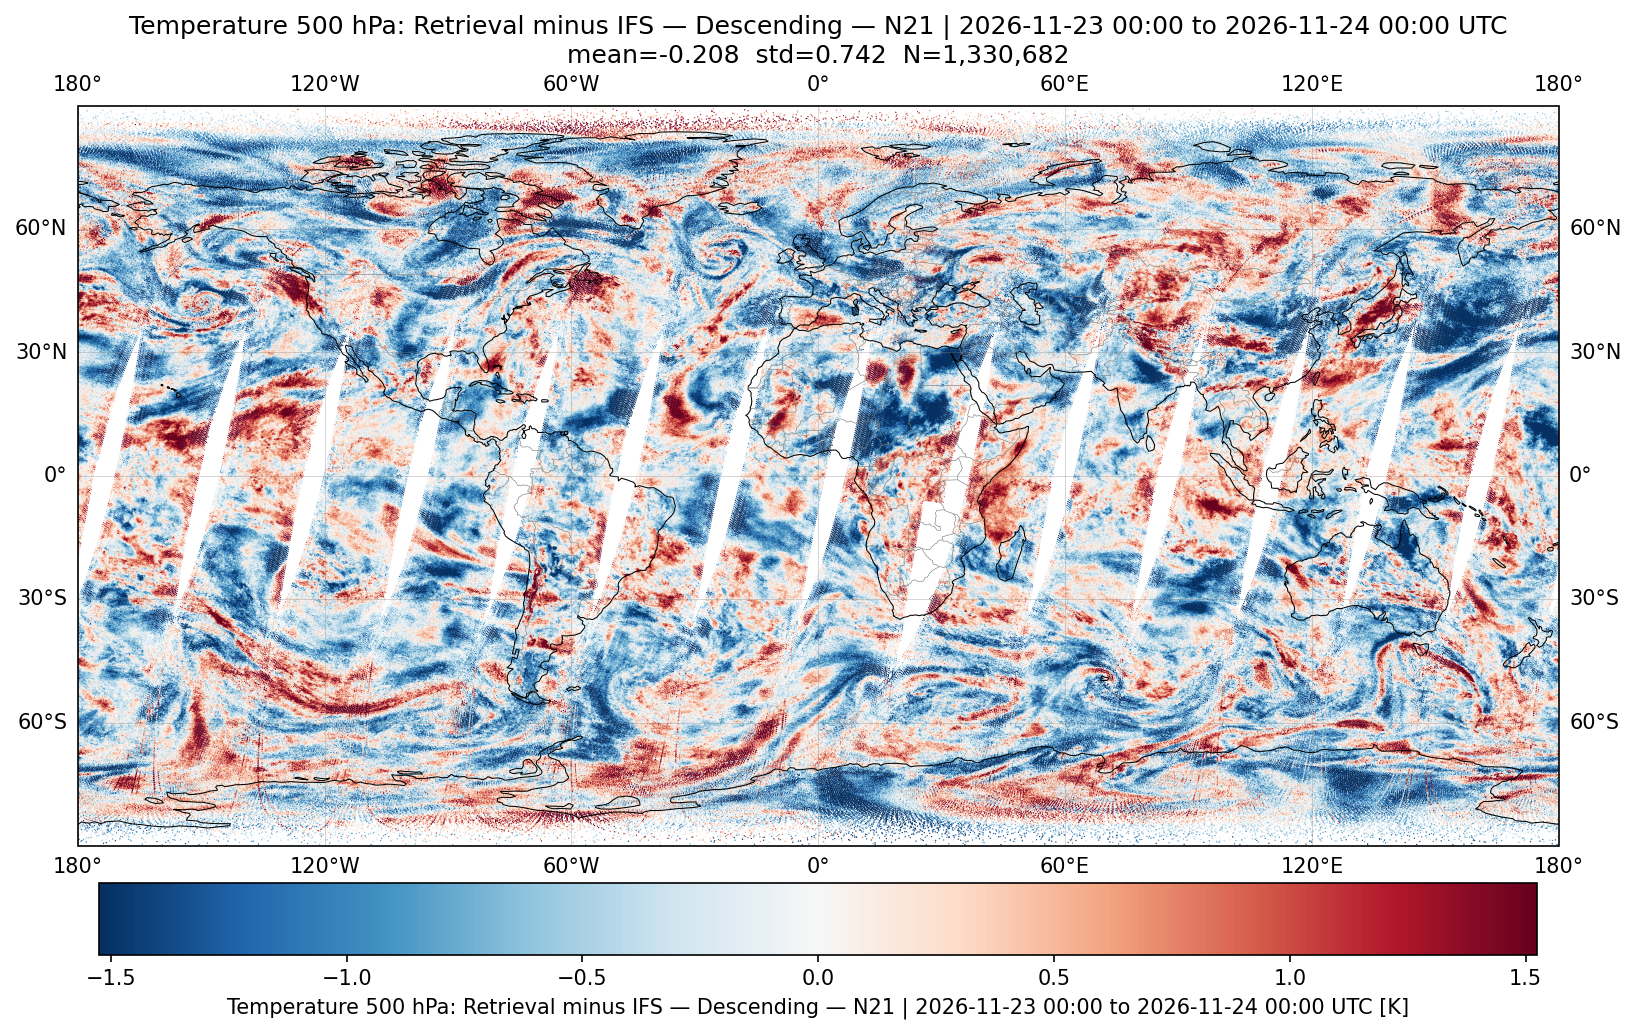 Temperature 500 hPa: Retrieval minus IFS — Descending — N21 | 2026-11-23 00:00 to 2026-11-24 00:00 UTC
mean=-0.208  std=0.742  N=1,330,682
180° 120°W 60°W 0° 60°E 120°E 180°
60°N 60°N
30°N 30°N
0° 0°
30°S 30°S
60°S 60°S
180° 120°W 60°W 0° 60°E 120°E 180°
−1.5 −1.0 −0.5 0.0 0.5 1.0 1.5
Temperature 500 hPa: Retrieval minus IFS — Descending — N21 | 2026-11-23 00:00 to 2026-11-24 00:00 UTC [K]